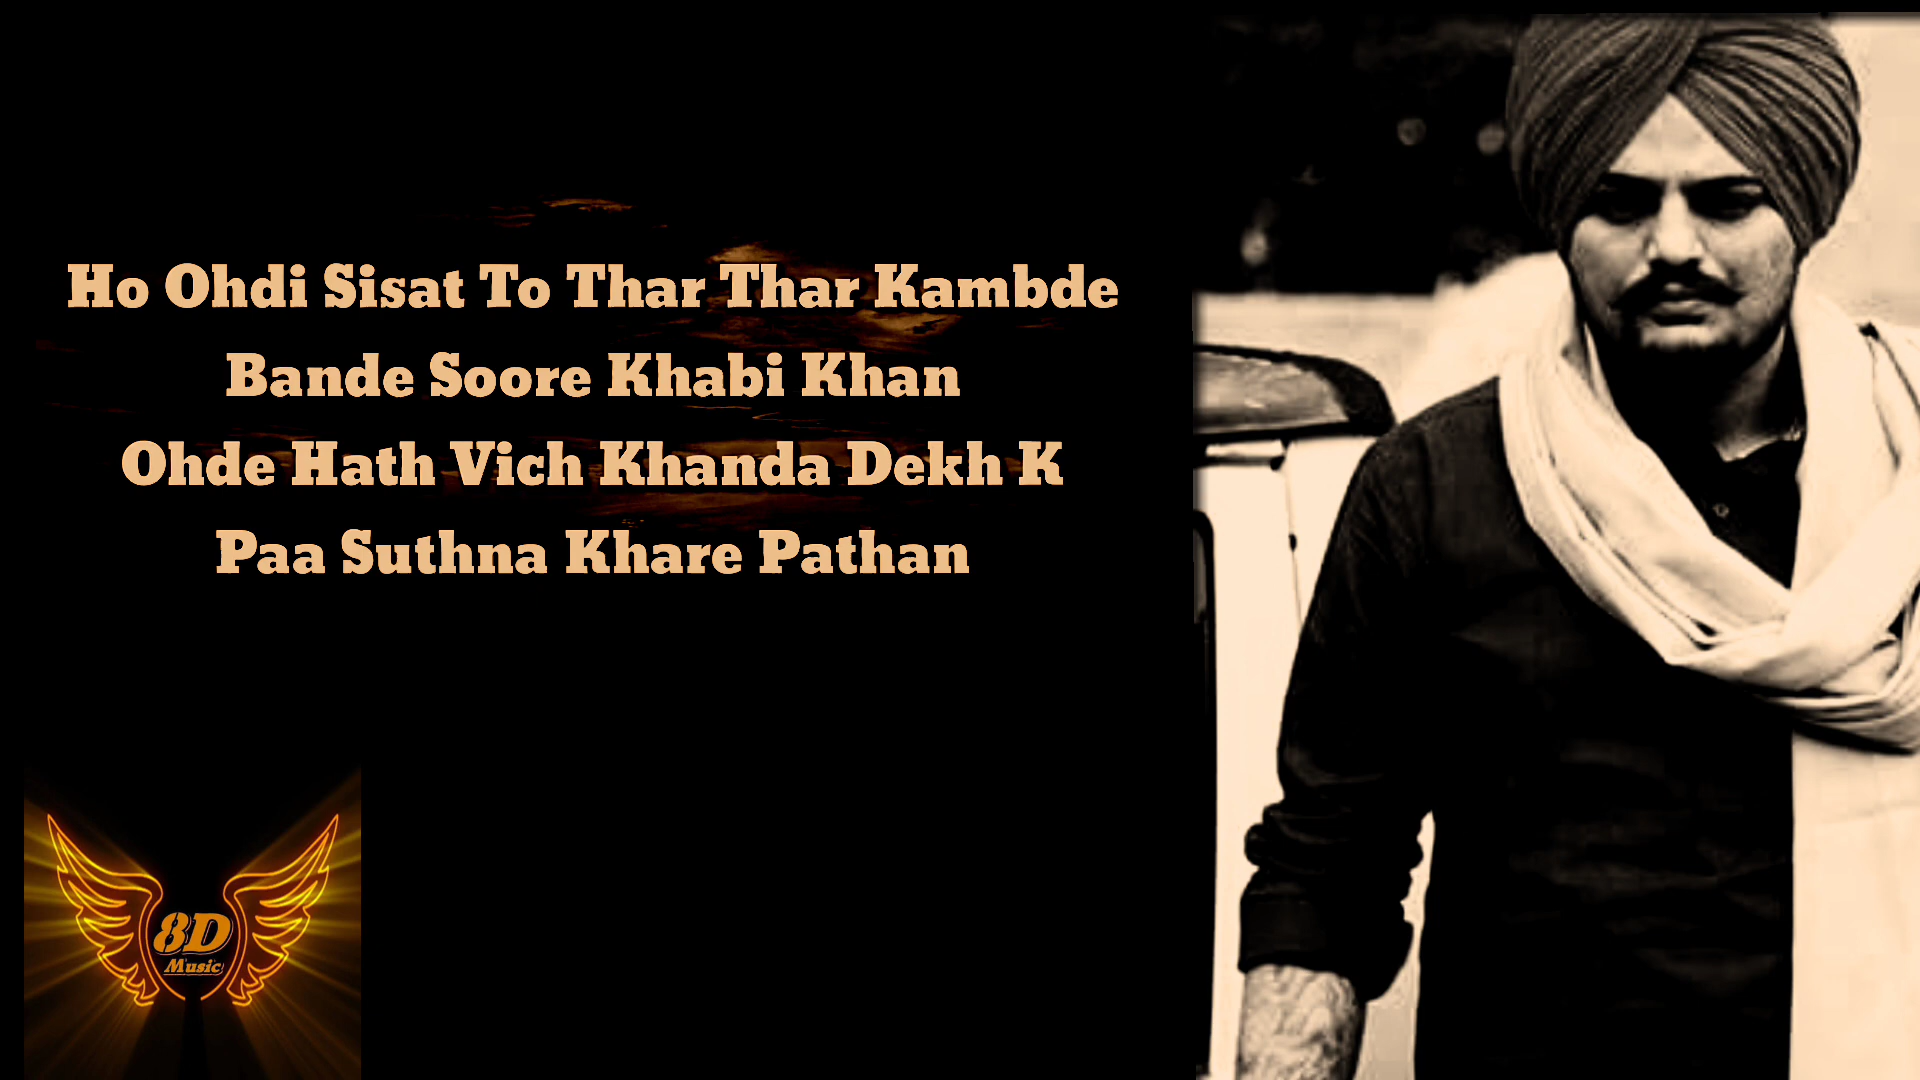 Ho Ohdi Sisat To Thar Thar Kambde
Bande Soore Khabi Khan
Ohde Hath Vich Khanda Dekh K
Paa Suthna Khare Pathan
8D
Music